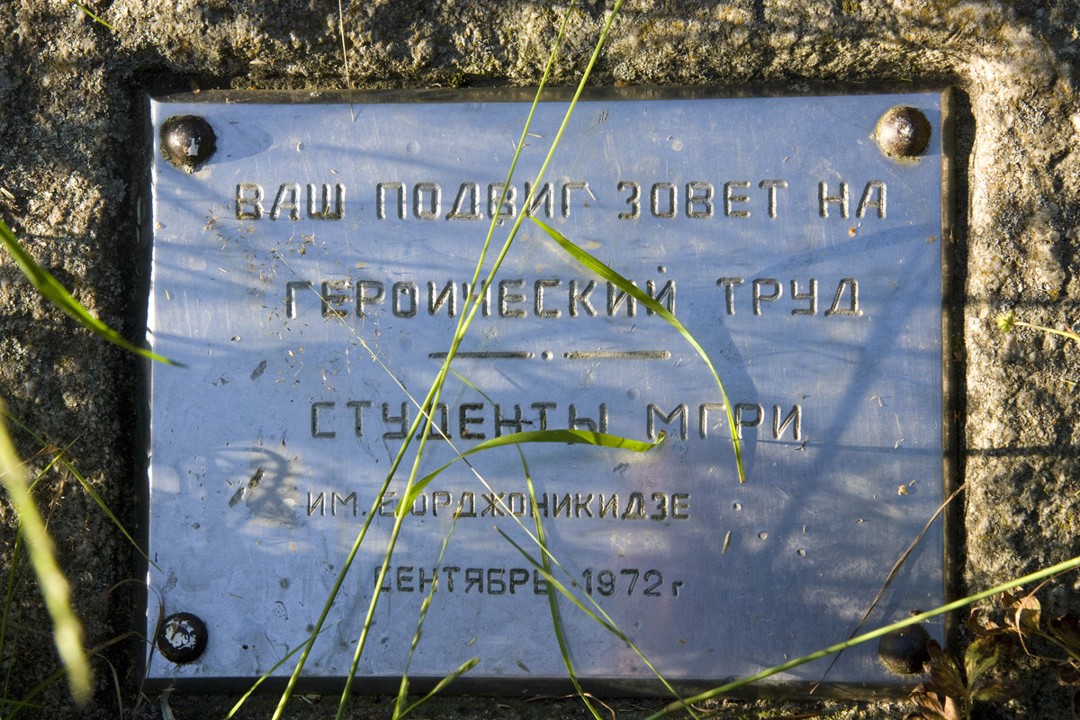 ВАШ ПОДВИГ ЗОВЕТ НА
ГЕРОИЧЕСКИЙ ТРУД
СТУДЕНТЫ МГРИ
ИМ. С.ОРДЖОНИКИДЗЕ
СЕНТЯБРЬ 1972 г